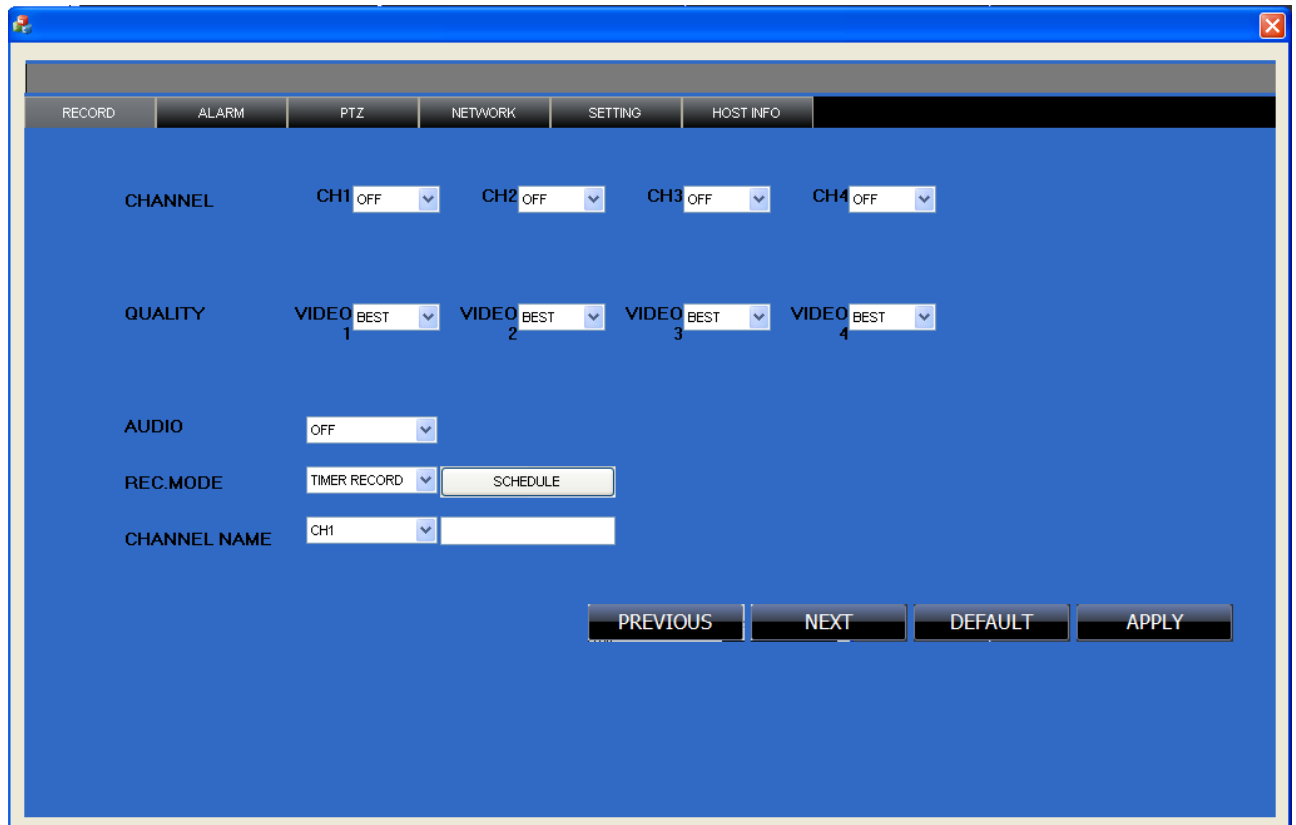 RECORD ALARM PTZ NETWORK SETTING HOST INFO
CHANNEL CH1 OFF CH2 OFF CH3 OFF CH4 OFF
QUALITY VIDEO 1 BEST VIDEO 2 BEST VIDEO 3 BEST VIDEO 4 BEST
AUDIO OFF
REC.MODE TIMER RECORD SCHEDULE
CHANNEL NAME CH1
PREVIOUS NEXT DEFAULT APPLY